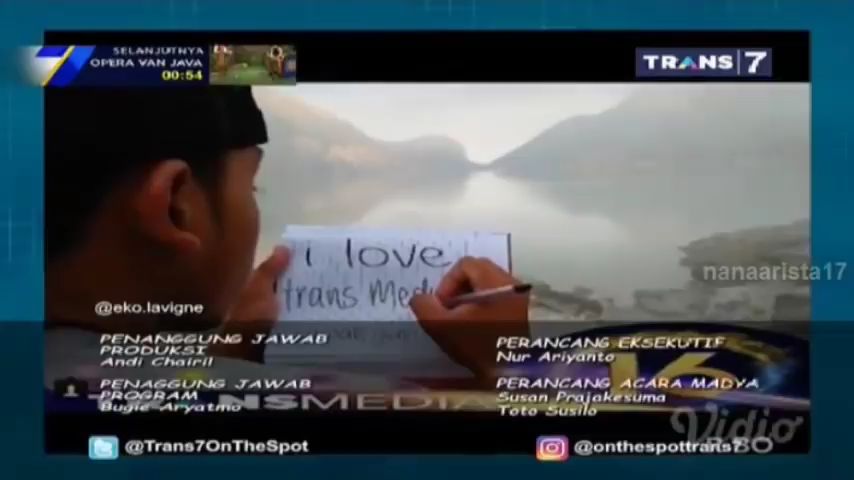 SELANJUTNYA
OPERA VAN JAVA
00:54
TRANS|7
i love
trans Med
nanaarista17
@eko.lavigne
PENANGGUNG JAWAB
PRODUKSI
Andi Chairil
PENAGGUNG JAWAB
PROGRAM
Bugie Aryatmo
PERANCANG EKSEKUTIF
Nur Ariyanto
PERANCANG ACARA MADYA
Susan Prajakesuma
Toto Susilo
16
NSMEDIA
Vidio
@Trans7OnTheSpot
@onthespottrans7